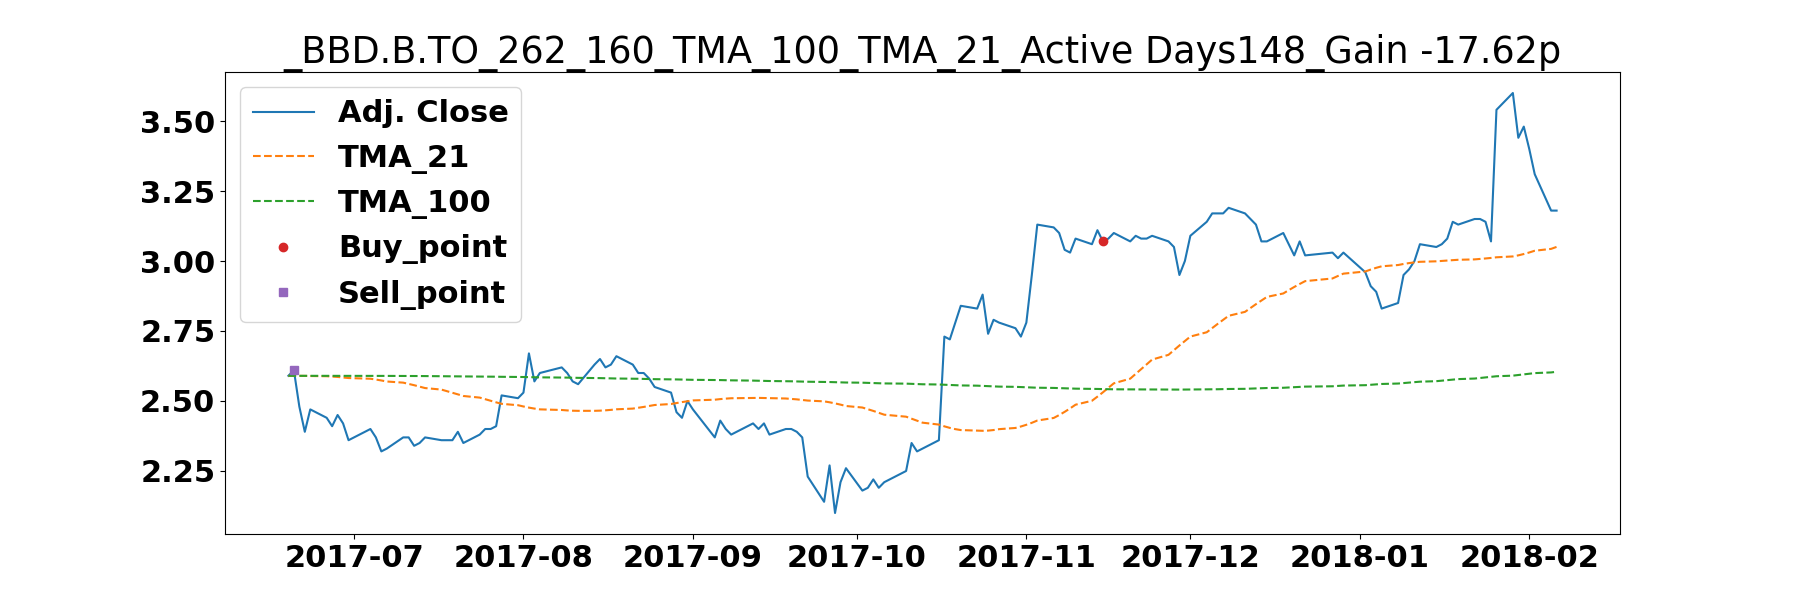 _BBD.B.TO_262_160_TMA_100_TMA_21_Active Days148_Gain -17.62p
Adj. Close
TMA_21
TMA_100
Buy_point
Sell_point
3.50
3.25
3.00
2.75
2.50
2.25
2017-07 2017-08 2017-09 2017-10 2017-11 2017-12 2018-01 2018-02